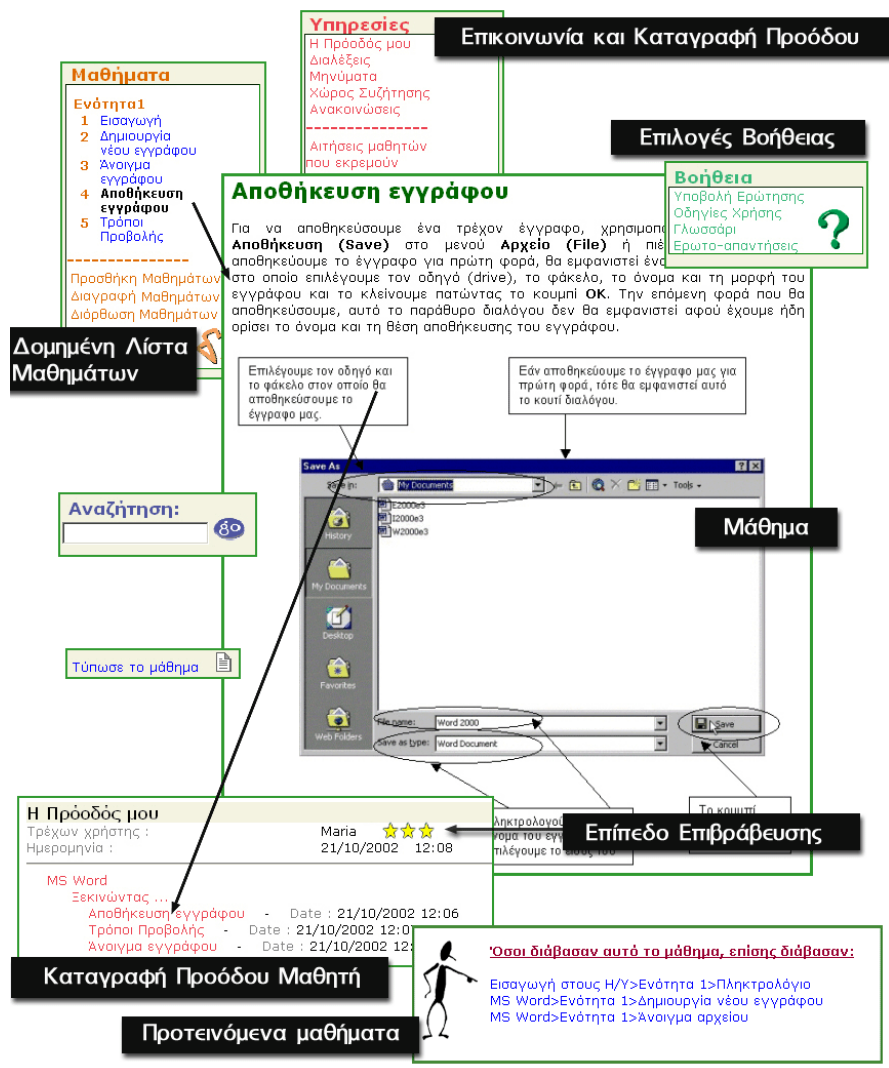 Υπηρεσίες
Η Πρόοδός μου
Διαλέξεις
Μηνύματα
Χώρος Συζήτησης
Ανακοινώσεις
Αιτήσεις μαθητών
που εκρεμούν
Επικοινωνία και Καταγραφή Προόδου
Μαθήματα
Ενότητα1
1 Εισαγωγή
2 Δημιουργία
νέου εγγράφου
3 Άνοιγμα
εγγράφου
4 Αποθήκευση
εγγράφου
5 Τρόποι
Προβολής
Προσθήκη Μαθημάτων
Διαγραφή Μαθημάτων
Διόρθωση Μαθημάτων
Δομημένη Λίστα
Μαθημάτων
Επιλογές Βοήθειας
Βοήθεια
Υποβολή Ερώτησης
Οδηγίες Χρήσης
Γλωσσάρι
Ερωτο-απαντήσεις
?
Αποθήκευση εγγράφου
Για να αποθηκεύσουμε ένα τρέχον έγγραφο,
Αποθήκευση (Save) στο μενού Αρχείο (File) ή
αποθηκεύουμε το έγγραφο για πρώτη φορά, θα εμφανιστεί
στο οποίο επιλέγουμε τον οδηγό (drive), το φάκελο, το όνομα και τη μορφή του
εγγράφου και το κλείνουμε πατώντας το κουμπί OK. Την επόμενη φορά που θα
αποθηκεύσουμε, αυτό το παράθυρο διαλόγου δεν θα εμφανιστεί αφού έχουμε ήδη
ορίσει το όνομα και τη θέση αποθήκευσης του εγγράφου.
Επιλέγουμε τον οδηγό και
το φάκελο στον οποίο θα
αποθηκεύσουμε το
έγγραφο μας.
Εάν αποθηκεύουμε το έγγραφο μας για
πρώτη φορά, τότε θα εμφανιστεί αυτό
το κουτί διαλόγου.
Save As
Save in:
My Documents
Tools
E2000e3
I2000e3
W2000e3
History
My Documents
Desktop
Favorites
Web Folders
File name:
Word 2000
Save
Save as type:
Word Document
Cancel
Μάθημα
Αναζήτηση:
go
Τύπωσε το μάθημα
Το κουμπί
Επίπεδο Επιβράβευσης
Η Πρόοδός μου
Τρέχων χρήστης :
Maria
Ημερομηνία :
21/10/2002 12:08
MS Word
Ξεκινώντας ...
Αποθήκευση εγγράφου - Date : 21/10/2002 12:06
Τρόποι Προβολής - Date : 21/10/2002
Άνοιγμα εγγράφου - Date : 21/10/2002
Καταγραφή Προόδου Μαθητή
Προτεινόμενα μαθήματα
Όσοι διάβασαν αυτό το μάθημα, επίσης διάβασαν:
Εισαγωγή στους Η/Υ>Ενότητα 1>Πληκτρολόγιο
MS Word>Ενότητα 1>Δημιουργία νέου εγγράφου
MS Word>Ενότητα 1>Άνοιγμα αρχείου